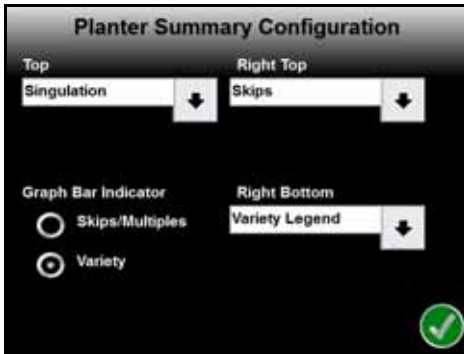 Planter Summary Configuration
Top
Right Top
Singulation
Skips
Graph Bar Indicator
Right Bottom
Skips/Multiples
Variety Legend
Variety